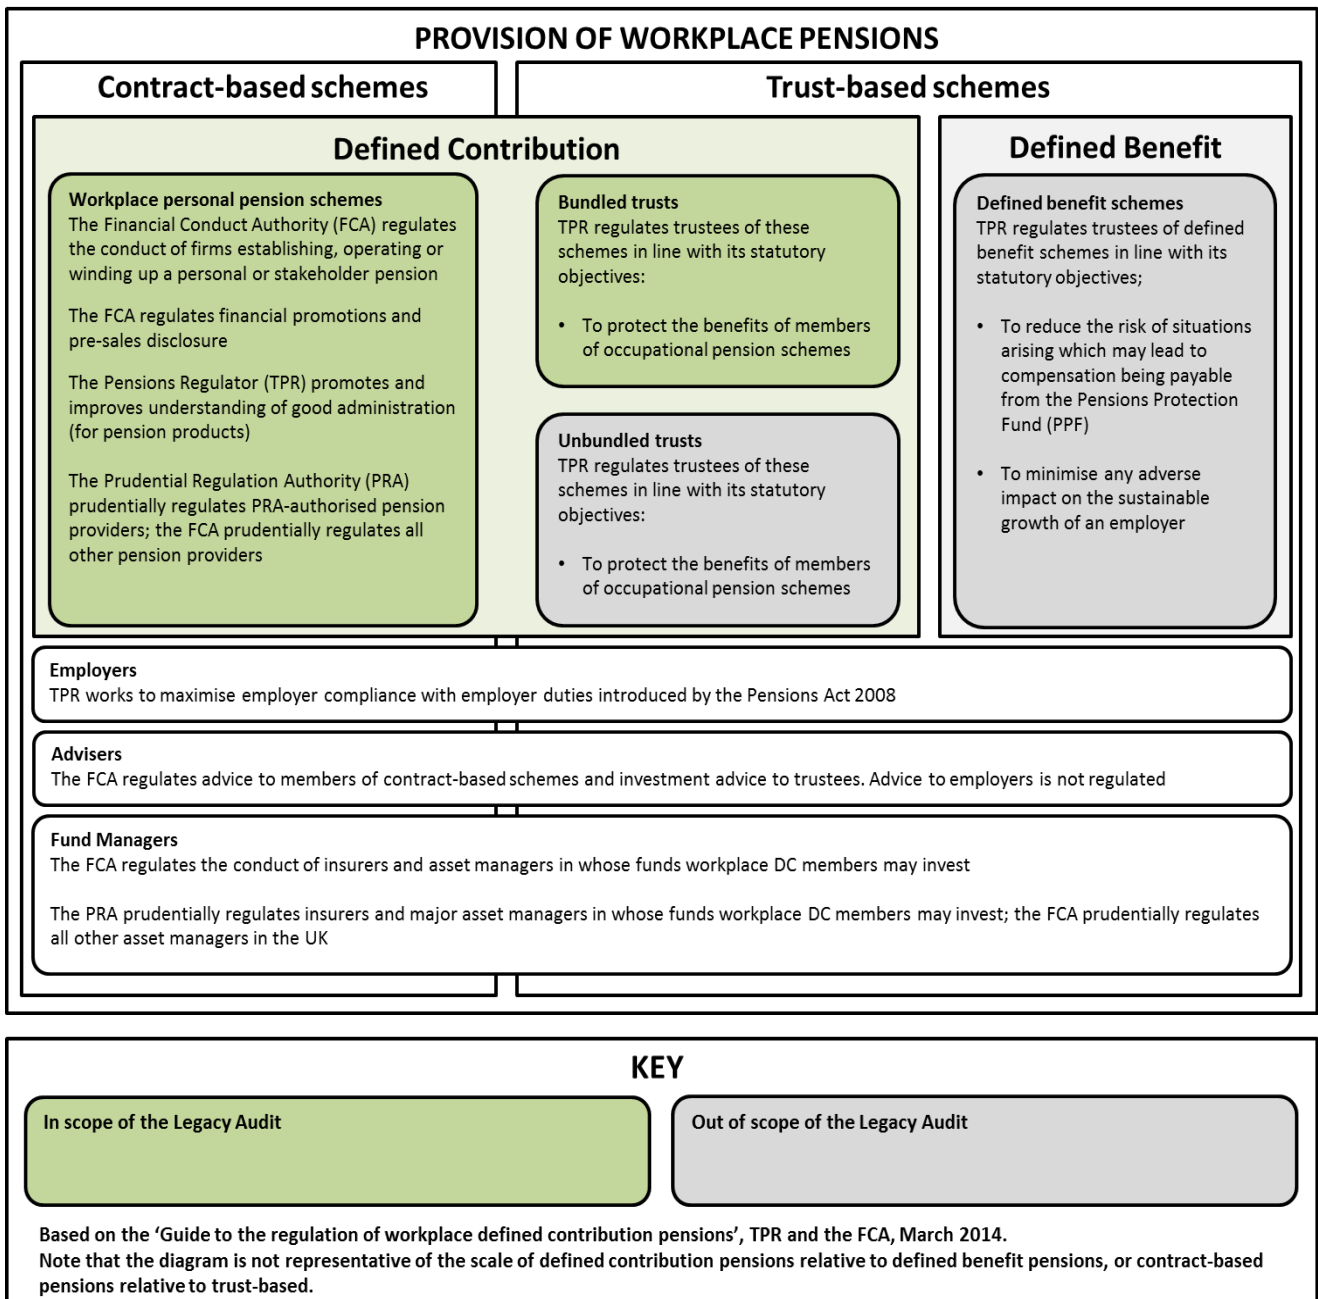 PROVISION OF WORKPLACE PENSIONS
Contract-based schemes
Trust-based schemes
Defined Contribution
Defined Benefit
Workplace personal pension schemes
The Financial Conduct Authority (FCA) regulates
the conduct of firms establishing, operating or
winding up a personal or stakeholder pension
The FCA regulates financial promotions and
pre-sales disclosure
The Pensions Regulator (TPR) promotes and
improves understanding of good administration
(for pension products)
The Prudential Regulation Authority (PRA)
prudentially regulates PRA-authorised pension
providers; the FCA prudentially regulates all
other pension providers
Bundled trusts
TPR regulates trustees of these
schemes in line with its statutory
objectives:
• To protect the benefits of members
of occupational pension schemes
Unbundled trusts
TPR regulates trustees of these
schemes in line with its statutory
objectives:
• To protect the benefits of members
of occupational pension schemes
Defined benefit schemes
TPR regulates trustees of defined
benefit schemes in line with its
statutory objectives;
• To reduce the risk of situations
arising which may lead to
compensation being payable
from the Pensions Protection
Fund (PPF)
• To minimise any adverse
impact on the sustainable
growth of an employer
Employers
TPR works to maximise employer compliance with employer duties introduced by the Pensions Act 2008
Advisers
The FCA regulates advice to members of contract-based schemes and investment advice to trustees. Advice to employers is not regulated
Fund Managers
The FCA regulates the conduct of insurers and asset managers in whose funds workplace DC members may invest
The PRA prudentially regulates insurers and major asset managers in whose funds workplace DC members may invest; the FCA prudentially regulates
all other asset managers in the UK
KEY
In scope of the Legacy Audit
Out of scope of the Legacy Audit
Based on the ‘Guide to the regulation of workplace defined contribution pensions’, TPR and the FCA, March 2014.
Note that the diagram is not representative of the scale of defined contribution pensions relative to defined benefit pensions, or contract-based
pensions relative to trust-based.